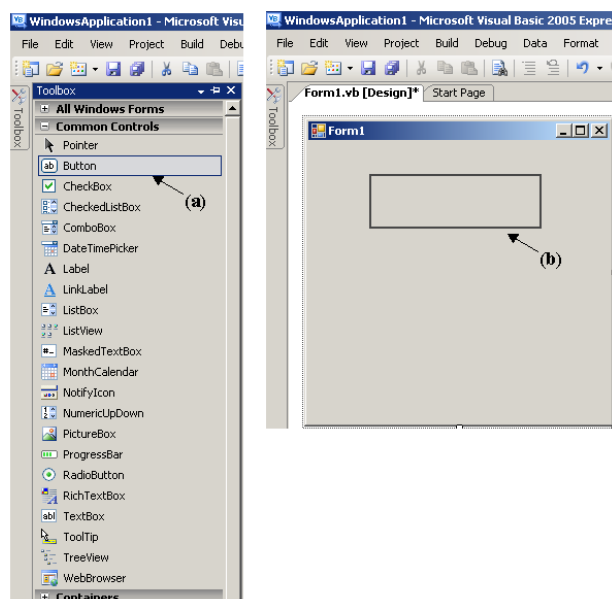 WindowsApplication1 - Microsoft Visu
File Edit View Project Build Debu
Toolbox
Toolbox
All Windows Forms
Common Controls
Pointer
ab Button
CheckBox
(a)
CheckedListBox
ComboBox
DateTimePicker
A Label
A LinkLabel
ListBox
ListView
#_ MaskedTextBox
MonthCalendar
NotifyIcon
NumericUpDown
PictureBox
ProgressBar
RadioButton
RichTextBox
abl TextBox
ToolTip
TreeView
WebBrowser
Containers
WindowsApplication1 - Microsoft Visual Basic 2005 Expre
File Edit View Project Build Debug Data Format
Toolbox
Form1.vb [Design]* Start Page
Form1
(b)